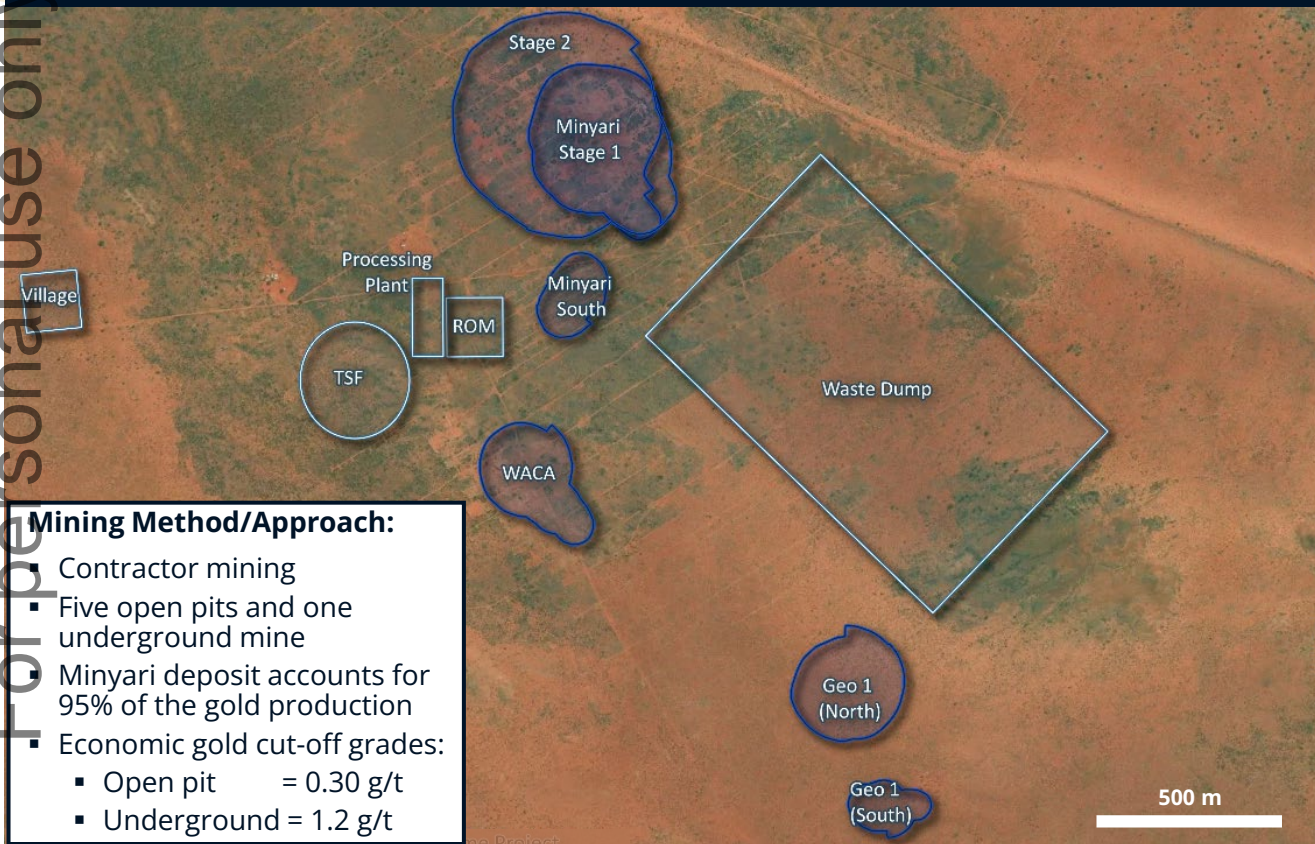 For personal use only
Stage 2
Minyari
Stage 1
Processing
Plant
Minyari
South
Village
ROM
TSF
Waste Dump
WACA
Mining Method/Approach:
▪ Contractor mining
▪ Five open pits and one
underground mine
▪ Minyari deposit accounts for
95% of the gold production
▪ Economic gold cut-off grades:
▪ Open pit = 0.30 g/t
▪ Underground = 1.2 g/t
Geo 1
(North)
Geo 1
(South)
500 m
Project